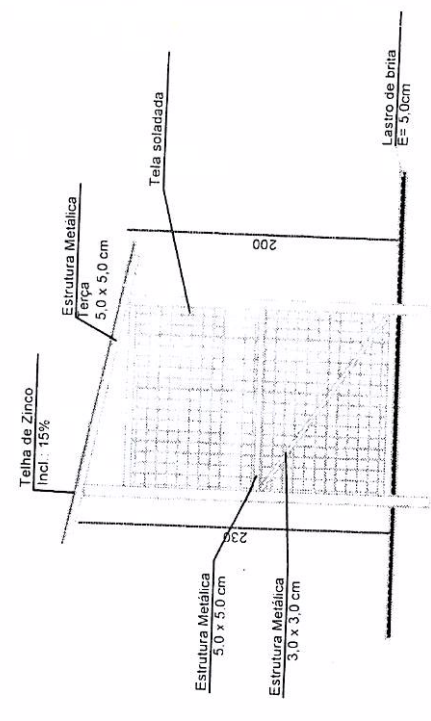 Telha de Zinco
Incl.: 15%
Estrutura Metálica
Terça
5,0 x 5,0 cm
Tela soladada
200
230
Estrutura Metálica
5,0 x 5,0 cm
Estrutura Metálica
3,0 x 3,0 cm
Lastro de brita
E= 5,0cm